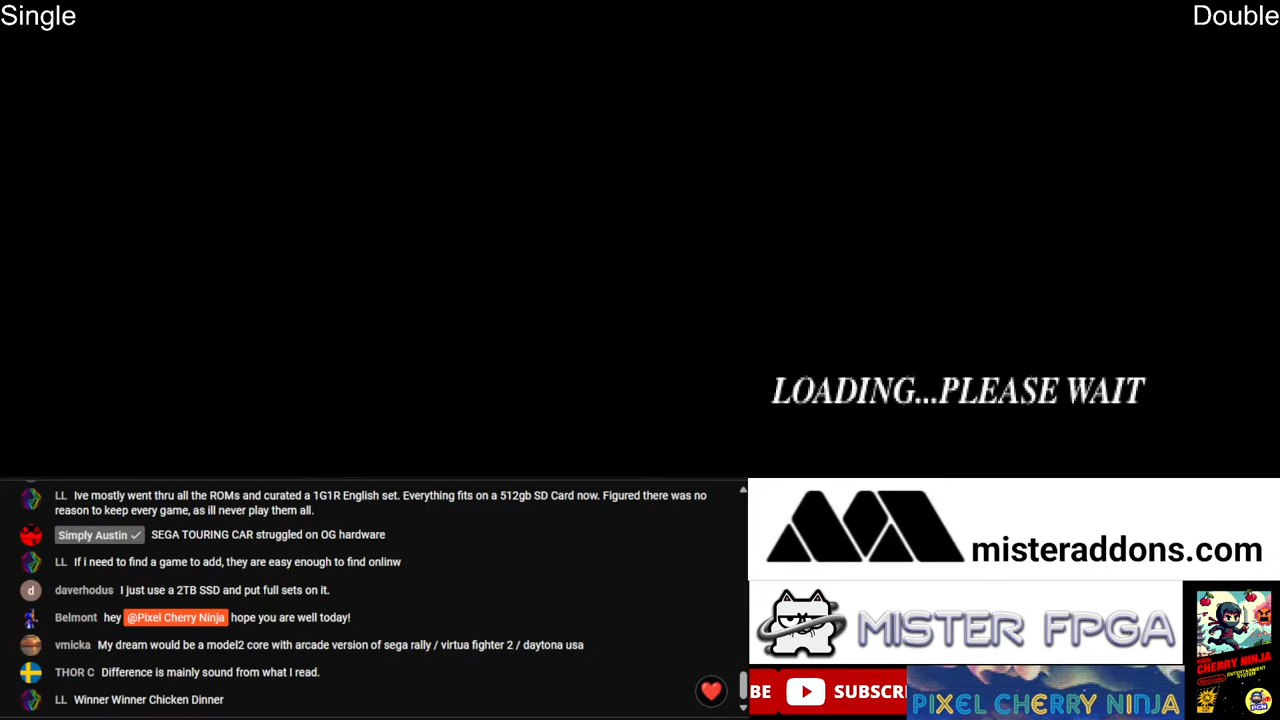 Single
Double
LOADING...PLEASE WAIT
LL Ive mostly went thru all the ROMs and curated a 1G1R English set. Everything fits on a 512gb SD Card now. Figured there was no
reason to keep every game, as ill never play them all.
Simply Austin SEGA TOURING CAR struggled on OG hardware
LL If i need to find a game to add, they are easy enough to find onlinw
d daverhodus I just use a 2TB SSD and put full sets on it.
Belmont hey @Pixel Cherry Ninja hope you are well today!
vmicka My dream would be a model2 core with arcade version of sega rally / virtua fighter 2 / daytona usa
THOR C Difference is mainly sound from what I read.
LL Winner Winner Chicken Dinner
misteraddons.com
MISTER FPGA
BE SUBSCRI
PIXEL CHERRY NINJA
PIXEL
CHERRY NINJA
ENTERTAINMENT
SYSTEM
PCN